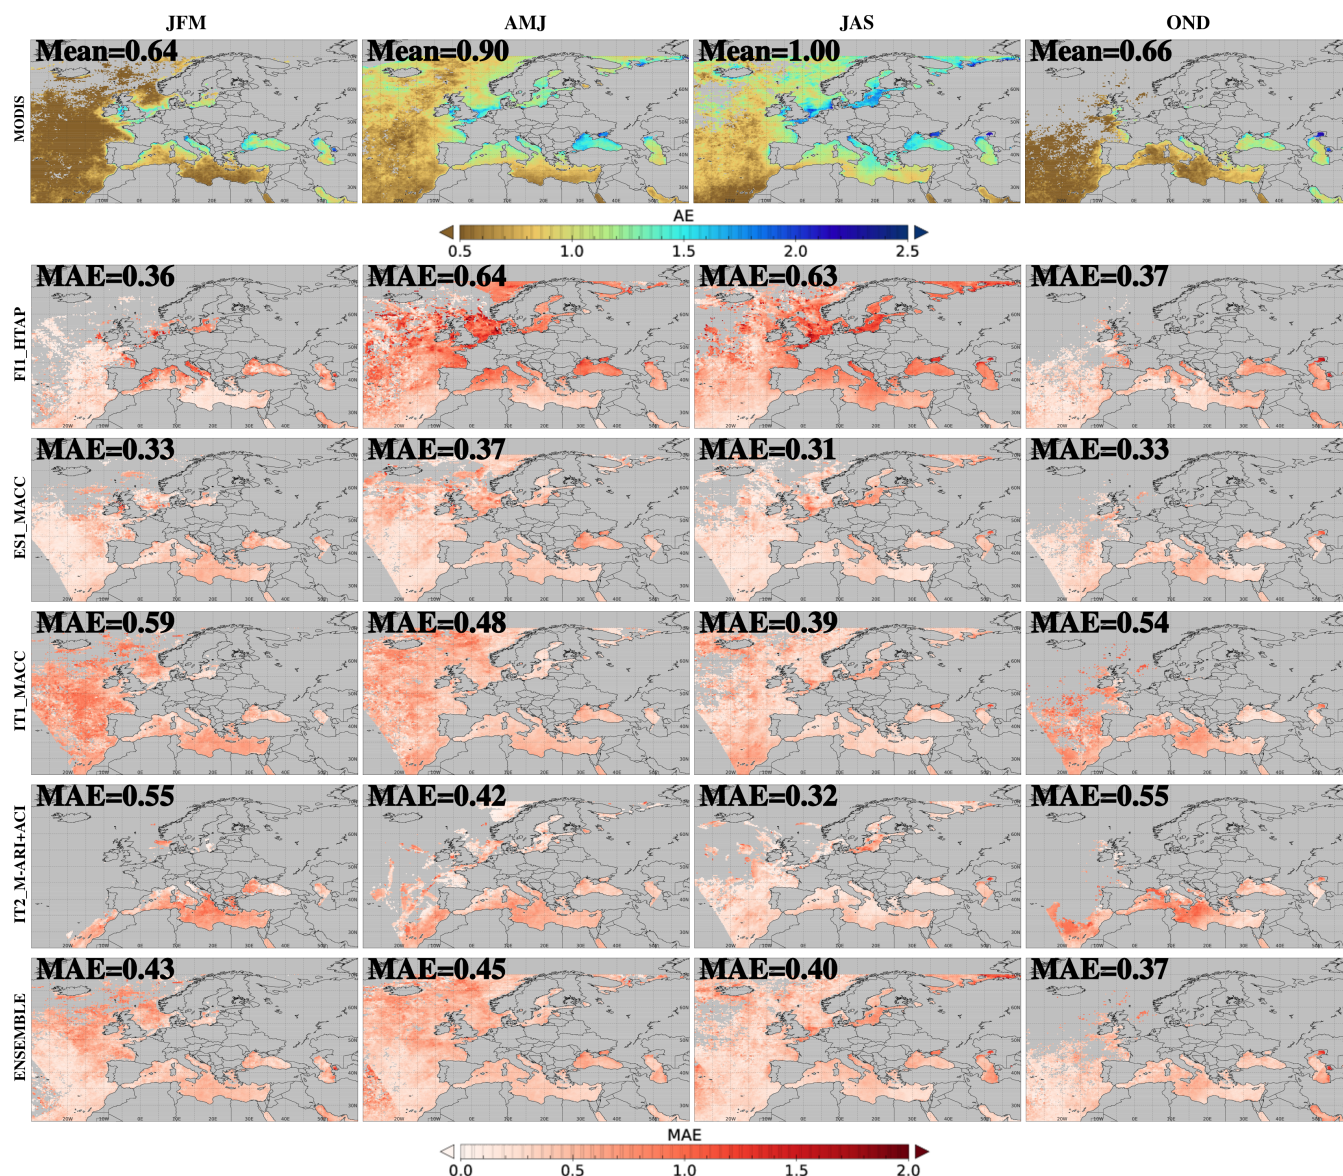 JFM AMJ JAS OND
MODIS
Mean=0.64 Mean=0.90 Mean=1.00 Mean=0.66
AE
0.5 1.0 1.5 2.0 2.5
FI1_HTAP
MAE=0.36 MAE=0.64 MAE=0.63 MAE=0.37
ES1_MACC
MAE=0.33 MAE=0.37 MAE=0.31 MAE=0.33
IT1_MACC
MAE=0.59 MAE=0.48 MAE=0.39 MAE=0.54
IT2_M-ARI+ACI
MAE=0.55 MAE=0.42 MAE=0.32 MAE=0.55
ENSEMBLE
MAE=0.43 MAE=0.45 MAE=0.40 MAE=0.37
MAE
0.0 0.5 1.0 1.5 2.0